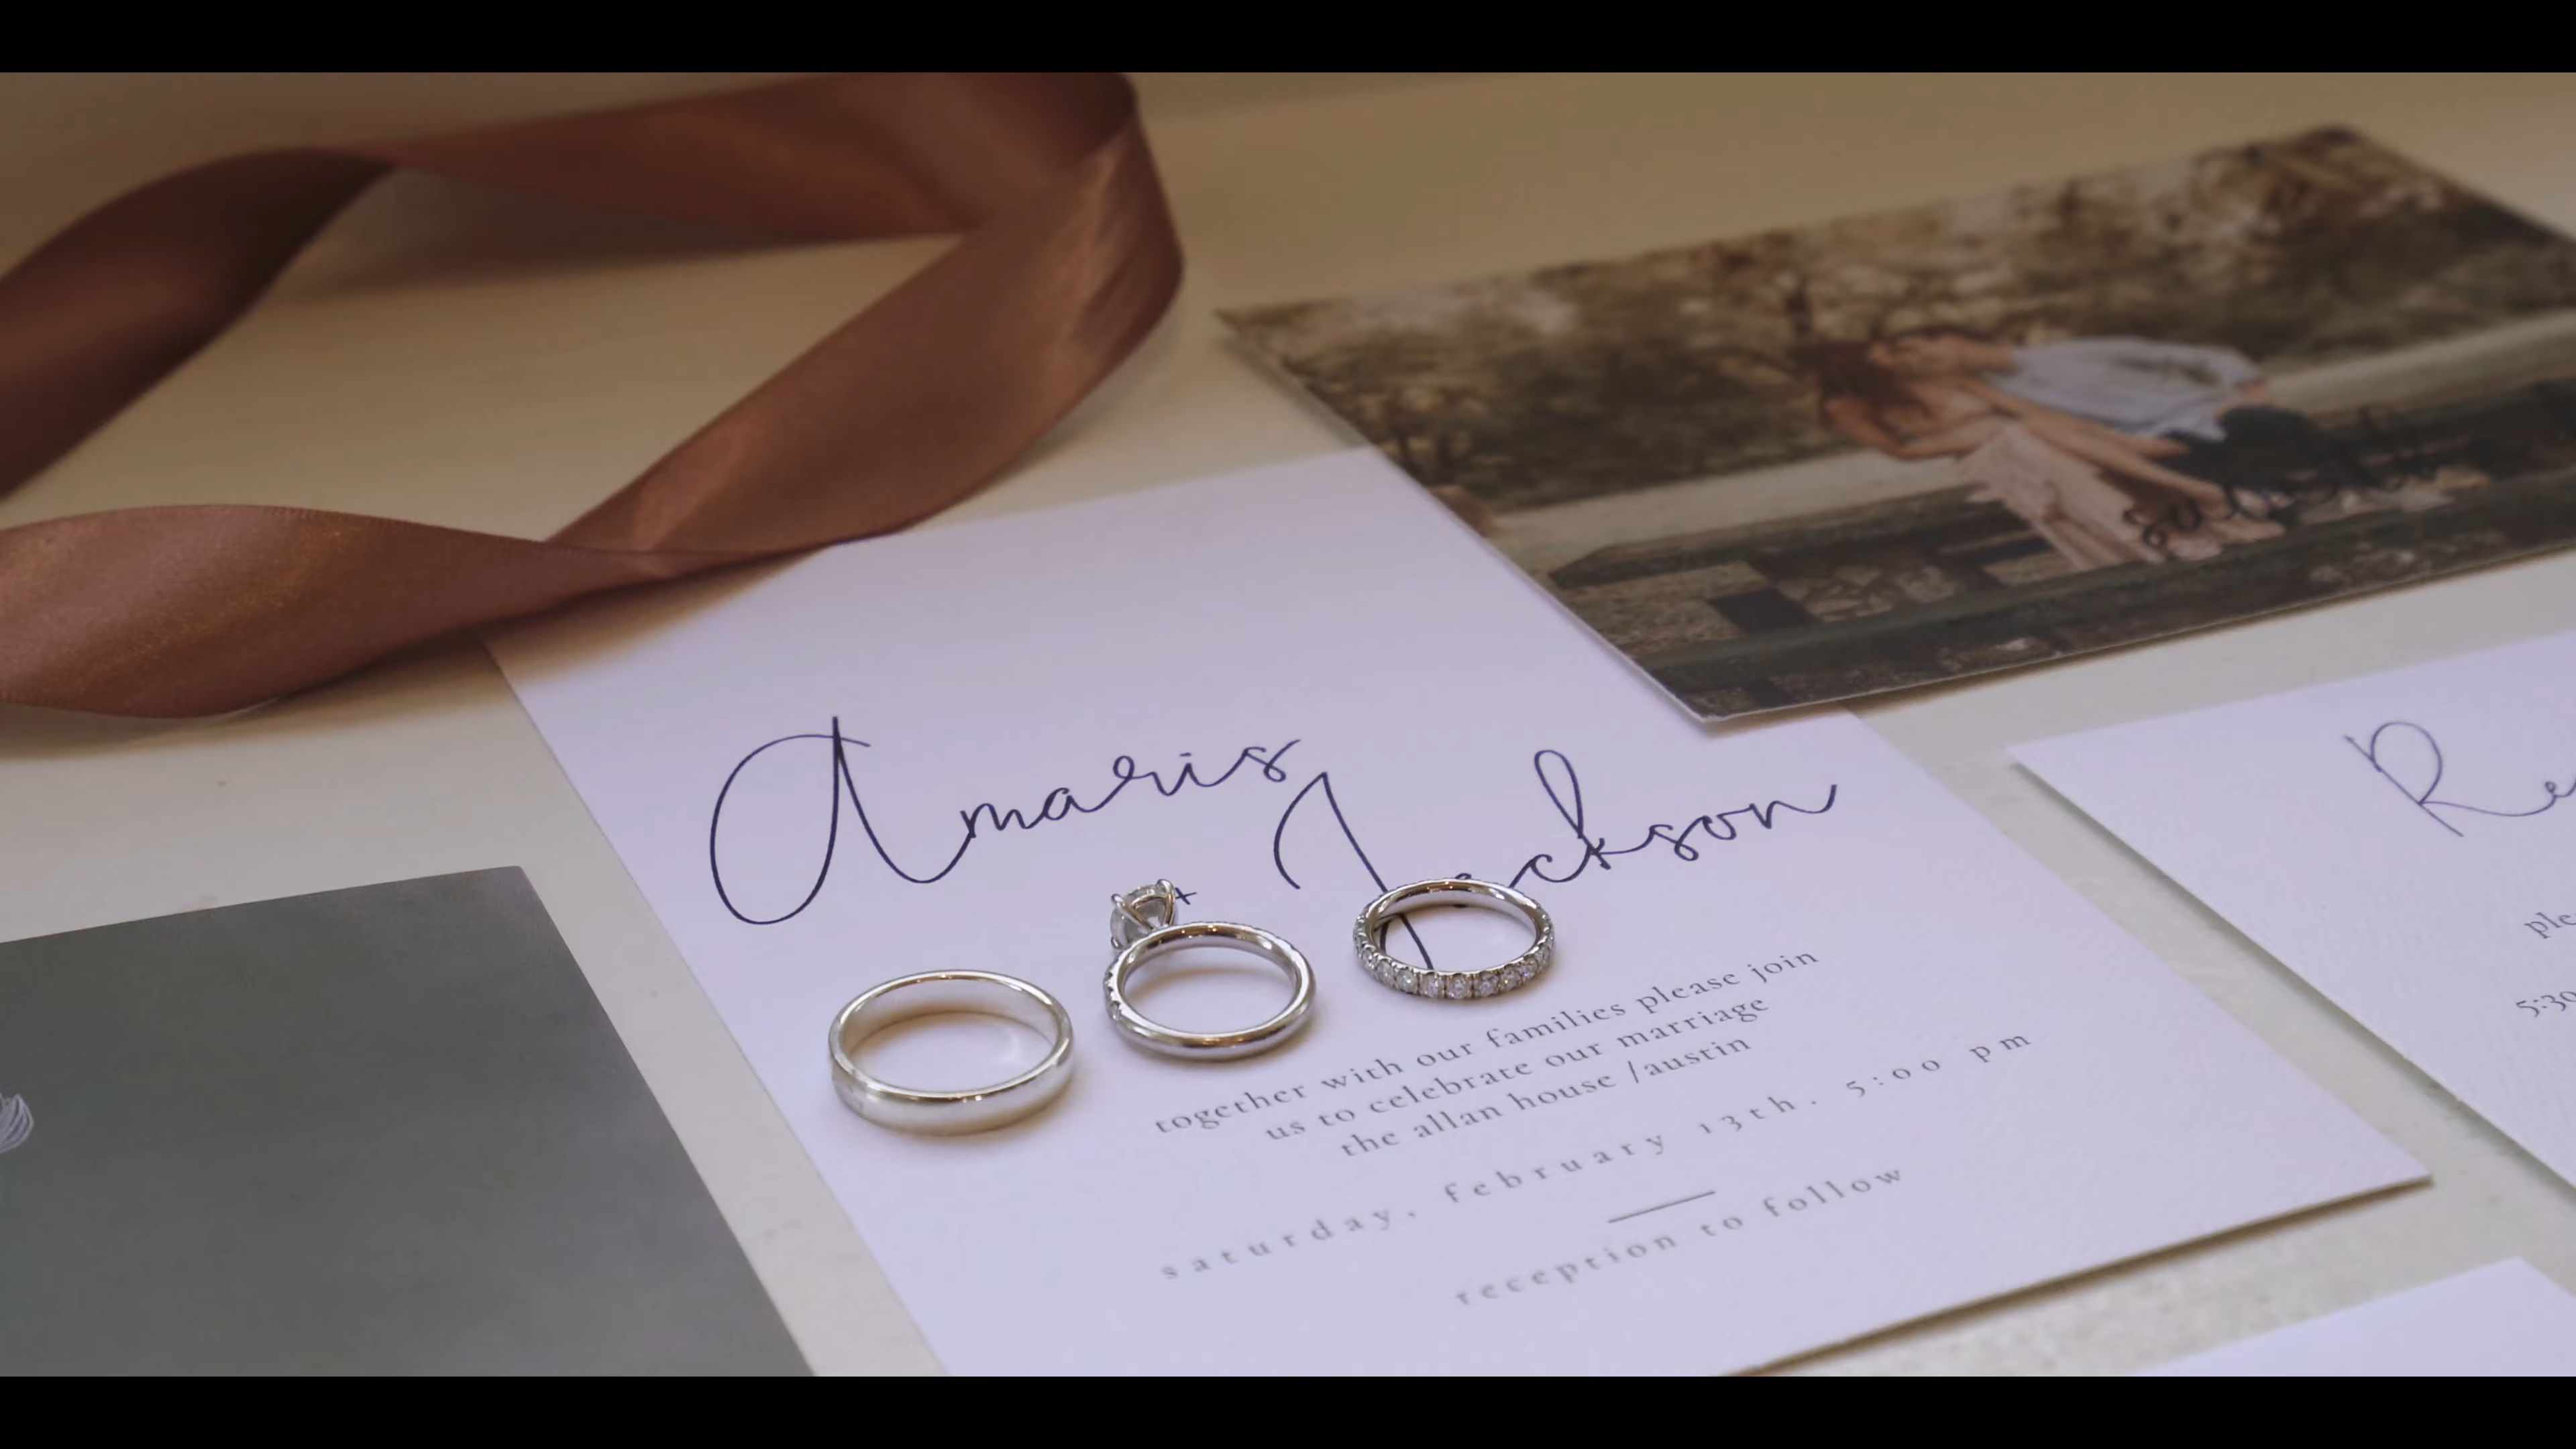 Amaris
+ Jackson
together with our families please join
us to celebrate our marriage
the allan house /austin
saturday, february 13th. 5:00 pm
reception to follow